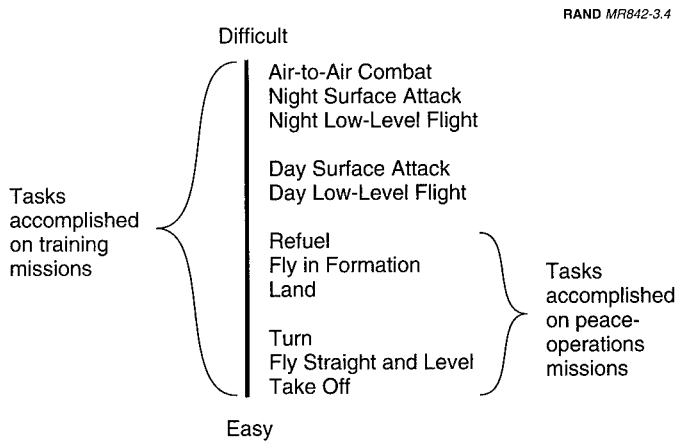 RAND MR842-3.4
Difficult
Air-to-Air Combat
Night Surface Attack
Night Low-Level Flight
Day Surface Attack
Day Low-Level Flight
Tasks
accomplished
on training
missions
Refuel
Fly in Formation
Land
Turn
Fly Straight and Level
Take Off
Tasks
accomplished
on peace-
operations
missions
Easy